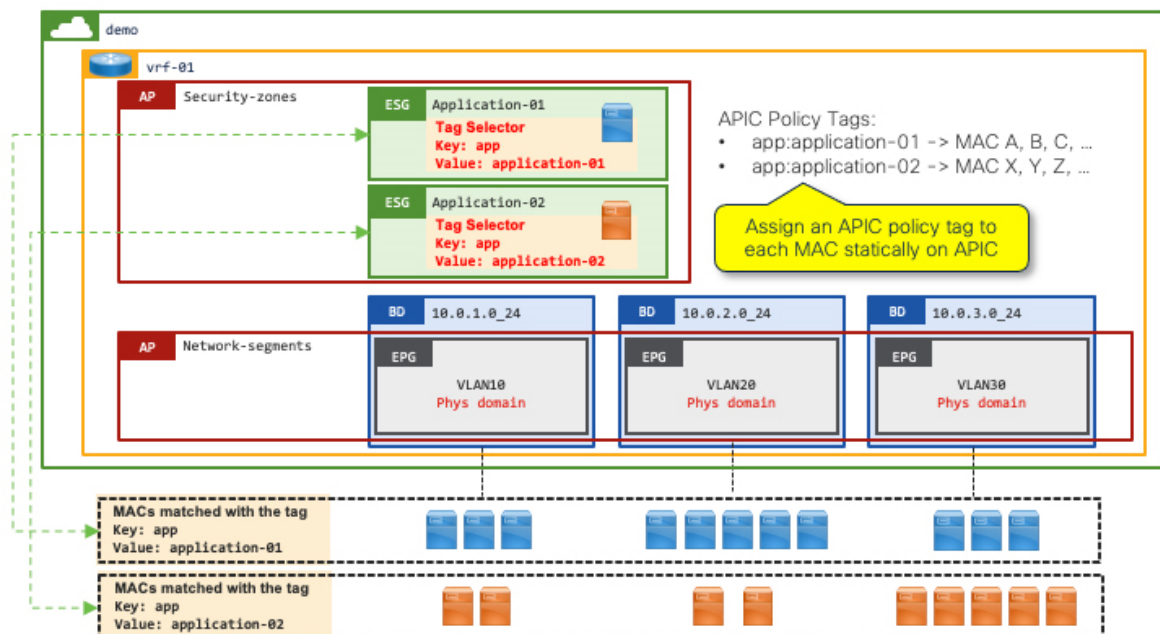 demo
vrf-01
AP Security-zones
ESG Application-01
Tag Selector
Key: app
Value: application-01
ESG Application-02
Tag Selector
Key: app
Value: application-02
APIC Policy Tags:
• app:application-01 -> MAC A, B, C, …
• app:application-02 -> MAC X, Y, Z, …
Assign an APIC policy tag to
each MAC statically on APIC
BD 10.0.1.0_24
BD 10.0.2.0_24
BD 10.0.3.0_24
AP Network-segments
EPG
VLAN10
Phys domain
EPG
VLAN20
Phys domain
EPG
VLAN30
Phys domain
MACs matched with the tag
Key: app
Value: application-01
MACs matched with the tag
Key: app
Value: application-02